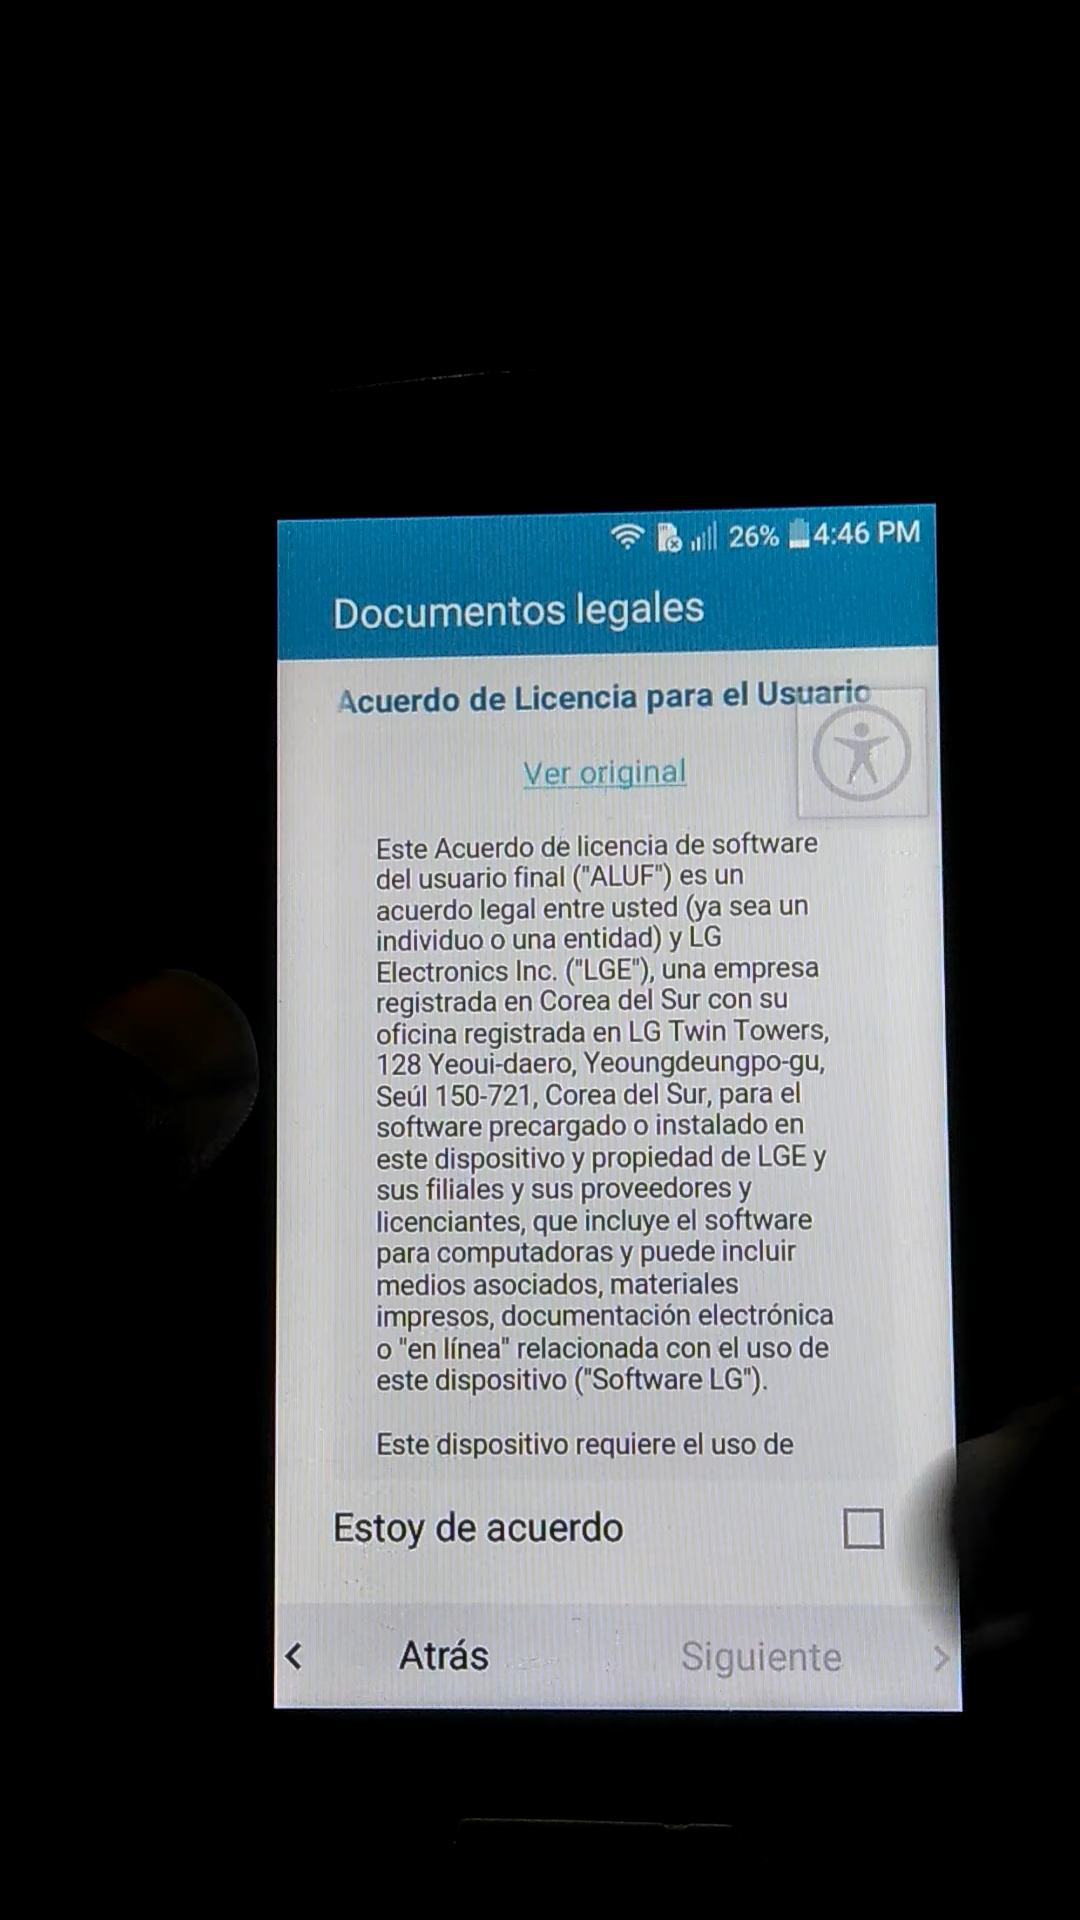 26% 4:46 PM
Documentos legales
Acuerdo de Licencia para el Usuario
Ver original
Este Acuerdo de licencia de software
del usuario final ("ALUF") es un
acuerdo legal entre usted (ya sea un
individuo o una entidad) y LG
Electronics Inc. ("LGE"), una empresa
registrada en Corea del Sur con su
oficina registrada en LG Twin Towers,
128 Yeoui-daero, Yeoungdeungpo-gu,
Seúl 150-721, Corea del Sur, para el
software precargado o instalado en
este dispositivo y propiedad de LGE y
sus filiales y sus proveedores y
licenciantes, que incluye el software
para computadoras y puede incluir
medios asociados, materiales
impresos, documentación electrónica
o "en línea" relacionada con el uso de
este dispositivo ("Software LG").
Este dispositivo requiere el uso de
Estoy de acuerdo
Atrás Siguiente